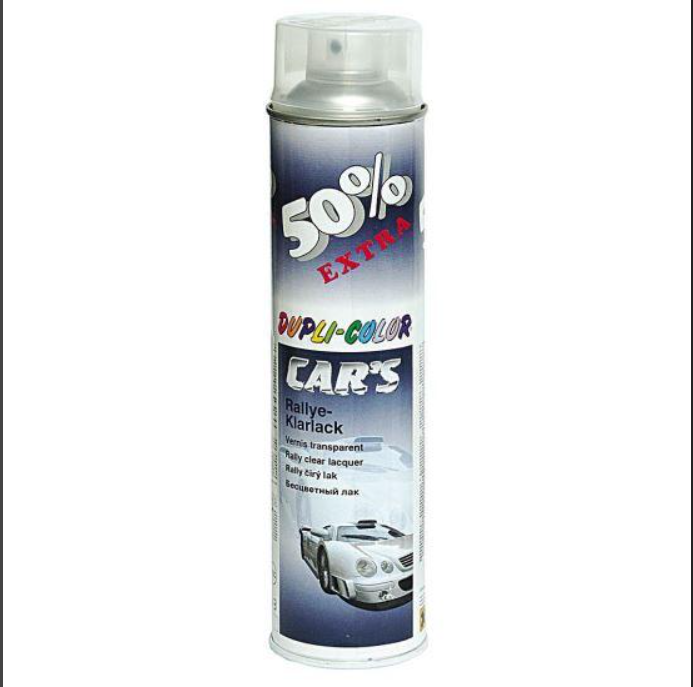 50%
EXTRA
DUPLI-COLOR
CAR'S
Rallye-
Klarlack
Vernis transparent
Rally clear lacquer
Rally čirý lak
Бесцветный лак